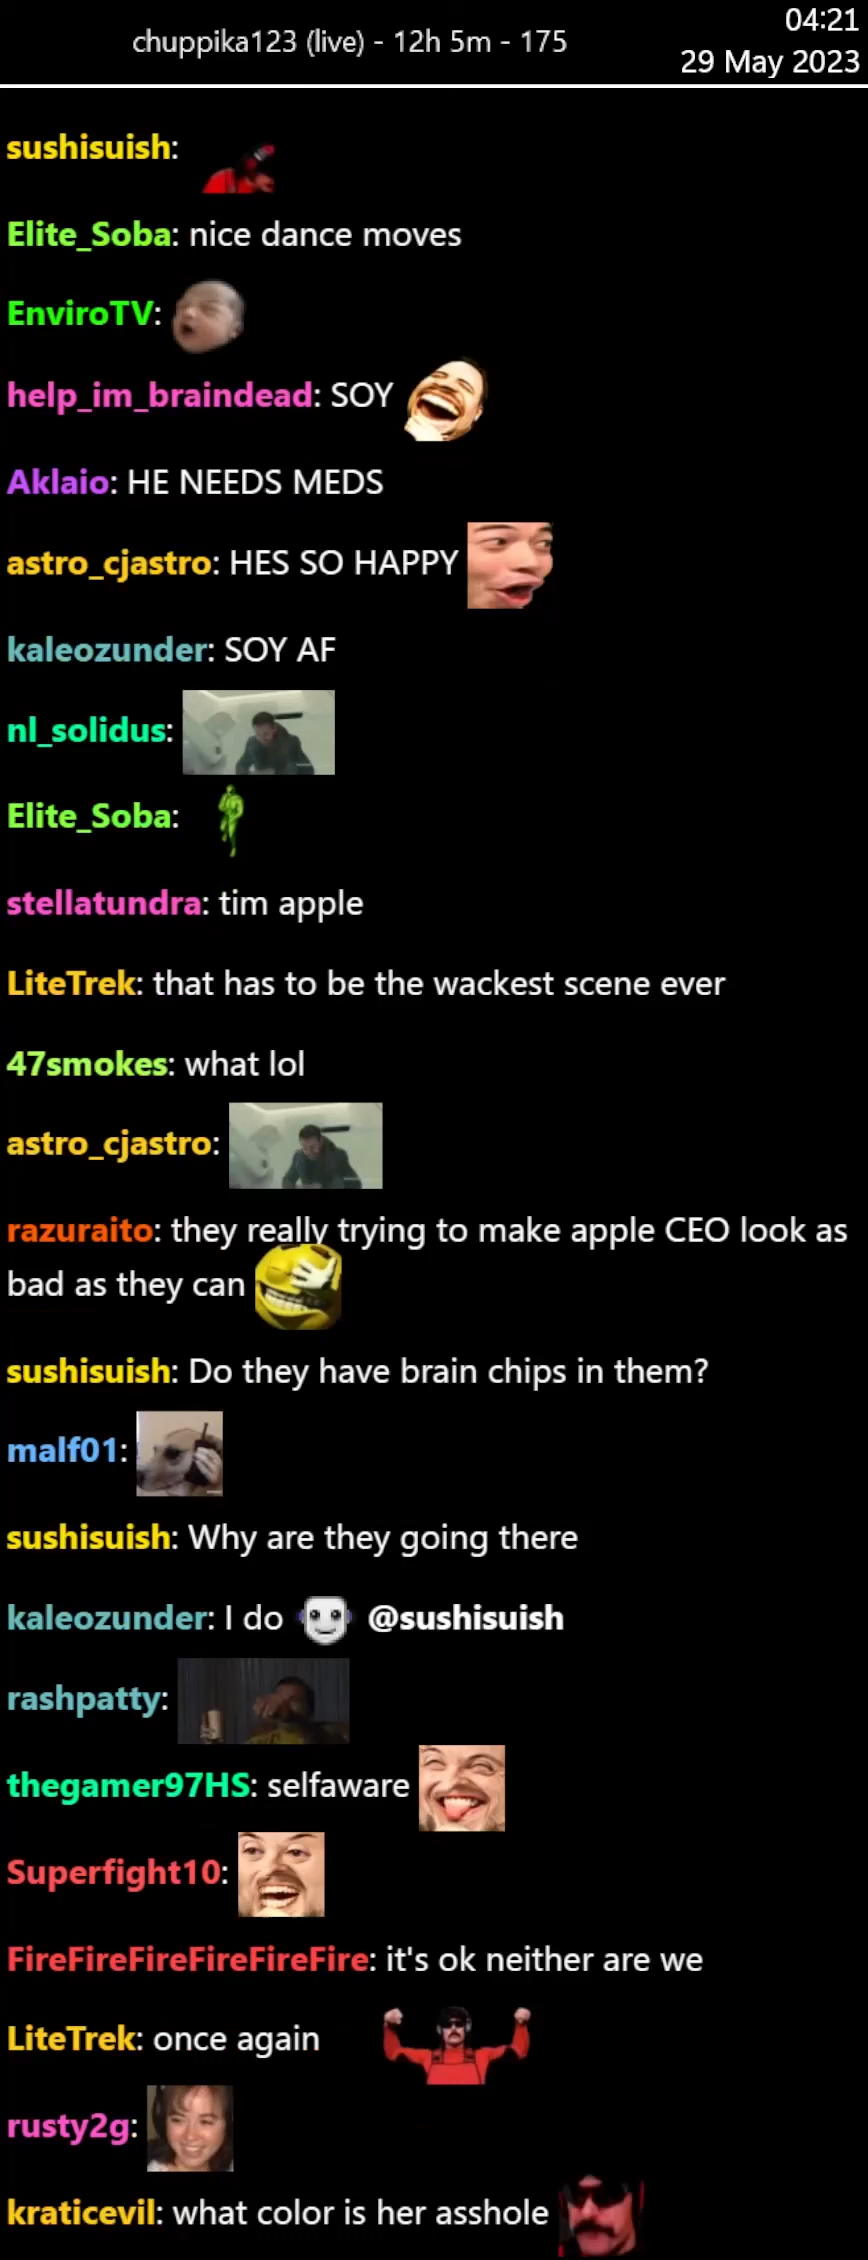 chuppika123 (live) - 12h 5m - 175
04:21
29 May 2023
sushisuish:
Elite_Soba: nice dance moves
EnviroTV:
help_im_braindead: SOY
Aklaio: HE NEEDS MEDS
astro_cjastro: HES SO HAPPY
kaleozunder: SOY AF
nl_solidus:
Elite_Soba:
stellatundra: tim apple
LiteTrek: that has to be the wackest scene ever
47smokes: what lol
astro_cjastro:
razuraito: they really trying to make apple CEO look as
bad as they can
sushisuish: Do they have brain chips in them?
malf01:
sushisuish: Why are they going there
kaleozunder: I do @sushisuish
rashpatty:
thegamer97HS: selfaware
Superfight10:
FireFireFireFireFireFire: it's ok neither are we
LiteTrek: once again
rusty2g:
kraticevil: what color is her asshole